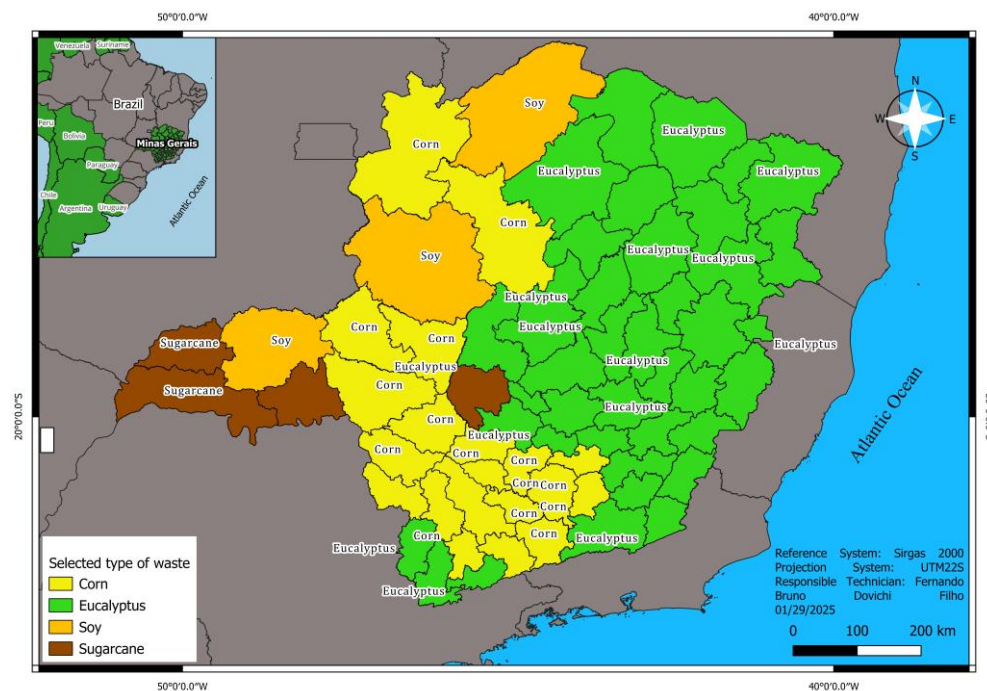 50°0'0.0"W
40°0'0.0"W
Venezuela
Suriname
Brazil
Peru
Bolivia
Minas Gerais
Paraguay
Chile
Argentina
Uruguay
Atlantic Ocean
N
W
E
S
Soy
Eucalyptus
Corn
Eucalyptus
Eucalyptus
Corn
Soy
Eucalyptus
Eucalyptus
Eucalyptus
Corn
Eucalyptus
Sugarcane
Soy
Corn
Eucalyptus
Eucalyptus
Eucalyptus
Sugarcane
Corn
Eucalyptus
Corn
Eucalyptus
Corn
Corn
Corn
Corn
Corn
Corn
Corn
Corn
Corn
Eucalyptus
Eucalyptus
Eucalyptus
Atlantic Ocean
20°0'0.0"S
Selected type of waste
Corn
Eucalyptus
Soy
Sugarcane
Reference System: Sirgas 2000
Projection System: UTM22S
Responsible Technician: Fernando
Bruno Dovichi Filho
01/29/2025
0 100 200 km
50°0'0.0"W
40°0'0.0"W